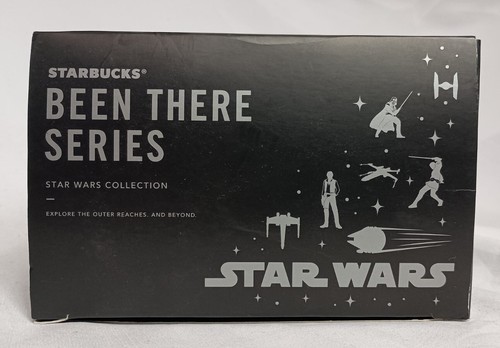 STARBUCKS®
BEEN THERE
SERIES
STAR WARS COLLECTION
EXPLORE THE OUTER REACHES. AND BEYOND.
STAR WARS